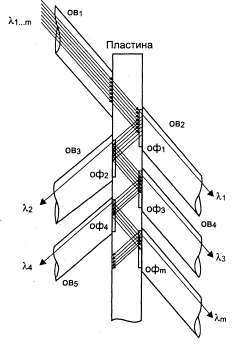 λ1...m
ов1
Пластина
ов2
ов3
оф1
оф2
λ2
λ1
оф3
ов4
оф4
λ4
λ3
ов5
офm
λm